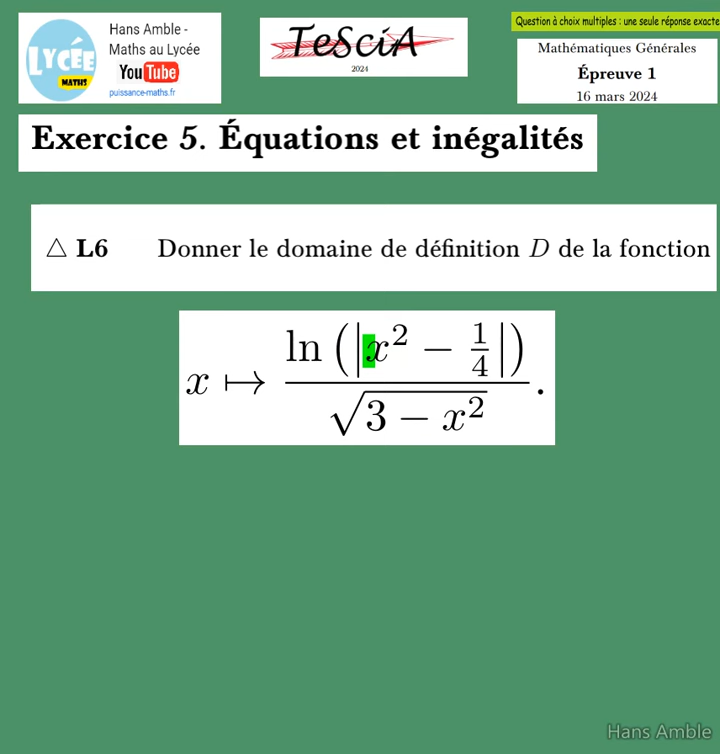 Hans Amble -
Maths au Lycée
YouTube
puissance-maths.fr
LYCÉE
MATHS
TeSciA
2024
Question à choix multiples : une seule réponse exacte
Mathématiques Générales
Épreuve 1
16 mars 2024
Exercice 5. Équations et inégalités
△ L6 Donner le domaine de définition D de la fonction
x ↦ ln(|x² − 1/4|) / √(3 − x²).
Hans Amble